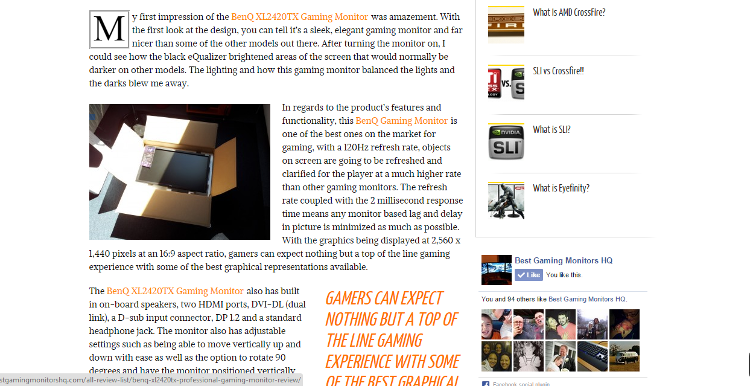 My first impression of the BenQ XL2420TX Gaming Monitor was amazement. With
the first look at the design, you can tell it's a sleek, elegant gaming monitor and far
nicer than some of the other models out there. After turning the monitor on, I
could see how the black eQualizer brightened areas of the screen that would normally be
darker on other models. The lighting and how this gaming monitor balanced the lights and
the darks blew me away.
In regards to the product's features and
functionality, this BenQ Gaming Monitor is
one of the best ones on the market for
gaming, with a 120Hz refresh rate, objects
on screen are going to be refreshed and
clarified for the player at a much higher rate
than other gaming monitors. The refresh
rate coupled with the 2 millisecond response
time means any monitor based lag and delay
in picture is minimized as much as possible.
With the graphics being displayed at 2,560 x
1,440 pixels at an 16:9 aspect ratio, gamers can expect nothing but a top of the line gaming
experience with some of the best graphical representations available.
The BenQ XL2420TX Gaming Monitor also has built
in on-board speakers, two HDMI ports, DVI-DL (dual
link), a D-sub input connector, DP 1.2 and a standard
headphone jack. The monitor also has adjustable
settings such as being able to move vertically up and
down with ease as well as the option to rotate 90
degrees and have the monitor positioned vertically
GAMERS CAN EXPECT
NOTHING BUT A TOP OF
THE LINE GAMING
EXPERIENCE WITH SOME
OF THE BEST GRAPHICAL
stgamingmonitorshq.com/all-review-list/benq-xl2420tx-professional-gaming-monitor-review/
What is AMD CrossFire?
VS.
SLI vs Crossfire!!!
NVIDIA
SLI
What is SLI?
What is Eyefinity?
Best Gaming Monitors HQ
Like You like this
You and 94 others like Best Gaming Monitors HQ.
Facebook social plugin